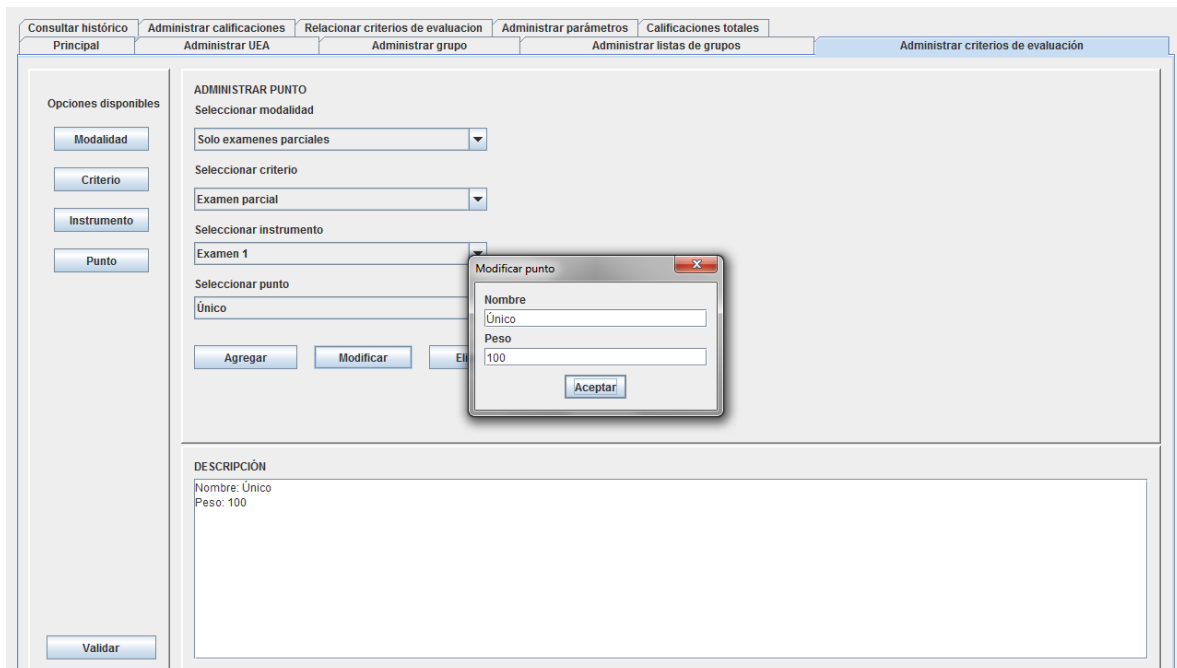 Consultar histórico Administrar calificaciones Relacionar criterios de evaluacion Administrar parámetros Calificaciones totales
Principal Administrar UEA Administrar grupo Administrar listas de grupos Administrar criterios de evaluación
Opciones disponibles
Modalidad
Criterio
Instrumento
Punto
Validar
ADMINISTRAR PUNTO
Seleccionar modalidad
Solo examenes parciales
Seleccionar criterio
Examen parcial
Seleccionar instrumento
Examen 1
Seleccionar punto
Único
Agregar Modificar
Modificar punto
Nombre
Único
Peso
100
Aceptar
DESCRIPCIÓN
Nombre: Único
Peso: 100